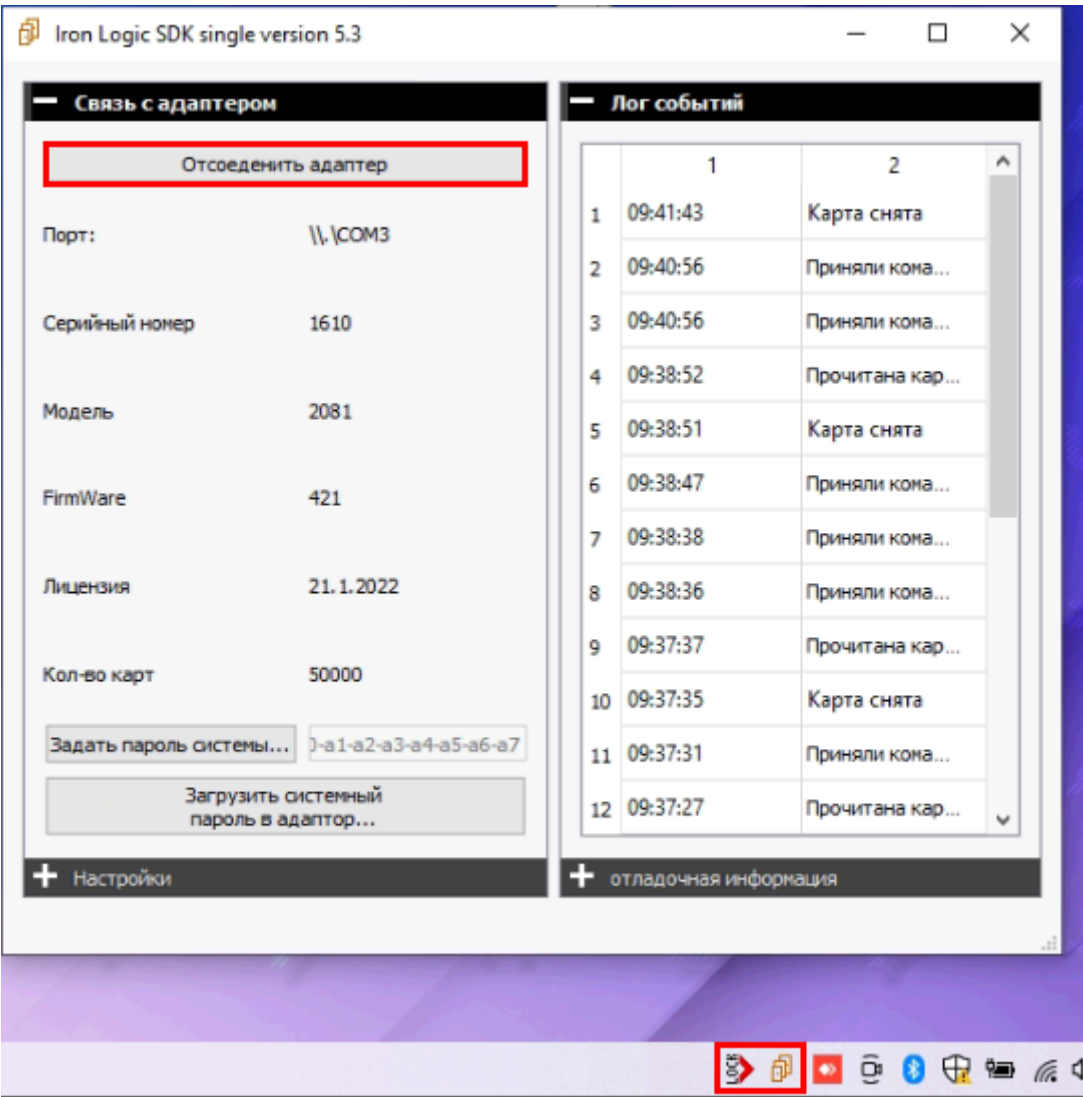 Iron Logic SDK single version 5.3
Связь с адаптером
Отсоеденить адаптер
Порт: \\.\COM3
Серийный номер 1610
Модель 2081
FirmWare 421
Лицензия 21.1.2022
Кол-во карт 50000
Задать пароль системы... )-a1-a2-a3-a4-a5-a6-a7
Загрузить системный
пароль в адаптор...
Настройки
Лог событий
1 2
1 09:41:43 Карта снята
2 09:40:56 Приняли кома...
3 09:40:56 Приняли кома...
4 09:38:52 Прочитана кар...
5 09:38:51 Карта снята
6 09:38:47 Приняли кома...
7 09:38:38 Приняли кома...
8 09:38:36 Приняли кома...
9 09:37:37 Прочитана кар...
10 09:37:35 Карта снята
11 09:37:31 Приняли кома...
12 09:37:27 Прочитана кар...
отладочная информация
LOCK